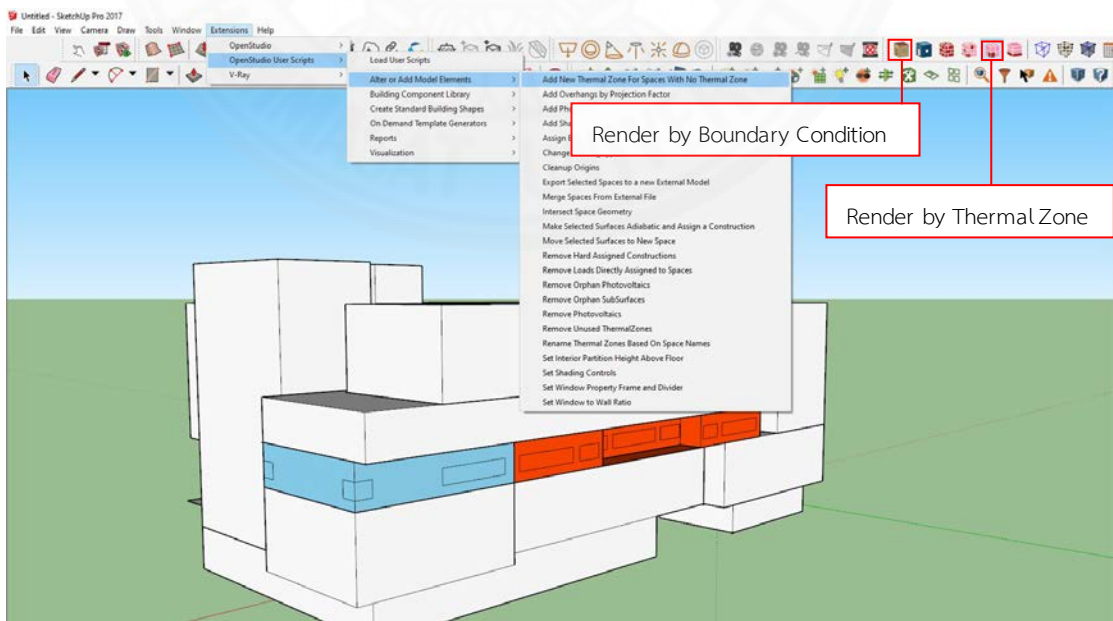 Untitled - SketchUp Pro 2017
File Edit View Camera Draw Tools Window Extensions Help
OpenStudio
OpenStudio User Scripts
V-Ray
Load User Scripts
Alter or Add Model Elements
Building Component Library
Create Standard Building Shapes
On Demand Template Generators
Reports
Visualization
Add New Thermal Zone For Spaces With No Thermal Zone
Add Overhangs by Projection Factor
Add
Add
Assign
Change
Cleanup Origins
Export Selected Spaces to a new External Model
Merge Spaces From External File
Intersect Space Geometry
Make Selected Surfaces Adiabatic and Assign a Construction
Move Selected Surfaces to New Space
Remove Hard Assigned Constructions
Remove Loads Directly Assigned to Spaces
Remove Orphan Photovoltaics
Remove Orphan SubSurfaces
Remove Photovoltaics
Remove Unused ThermalZones
Rename Thermal Zones Based On Space Names
Set Interior Partition Height Above Floor
Set Shading Controls
Set Window Property Frame and Divider
Set Window to Wall Ratio
Render by Boundary Condition
Render by Thermal Zone